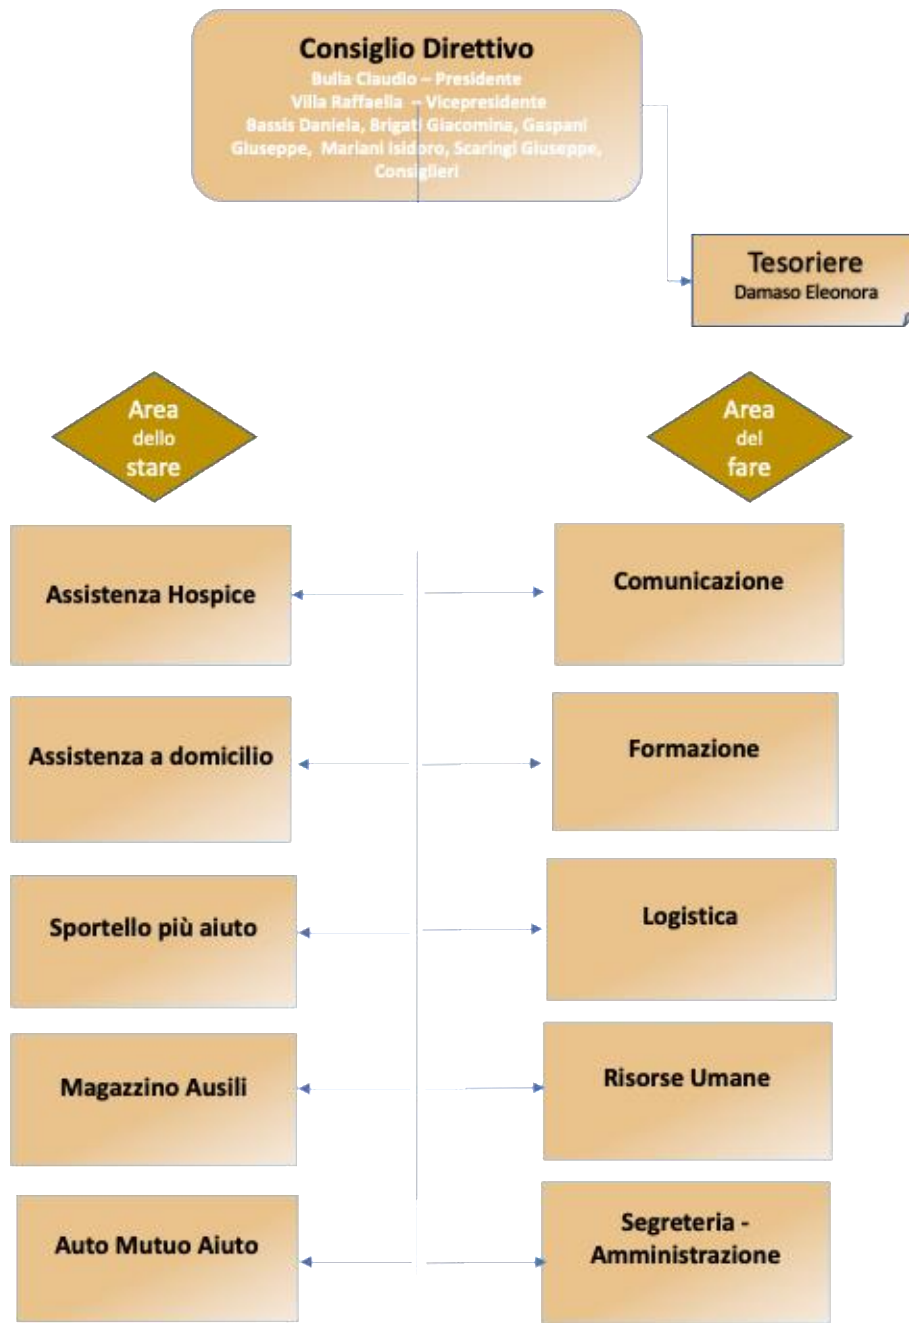 Consiglio Direttivo
Bulla Claudio – Presidente
Villa Raffaella – Vicepresidente
Bassis Daniela, Brigati Giacomina, Gaspani
Giuseppe, Mariani Isidoro, Scaringi Giuseppe,
Consiglieri
Tesoriere
Damaso Eleonora
Area
dello
stare
Area
del
fare
Assistenza Hospice
Comunicazione
Assistenza a domicilio
Formazione
Sportello più aiuto
Logistica
Magazzino Ausili
Risorse Umane
Auto Mutuo Aiuto
Segreteria -
Amministrazione